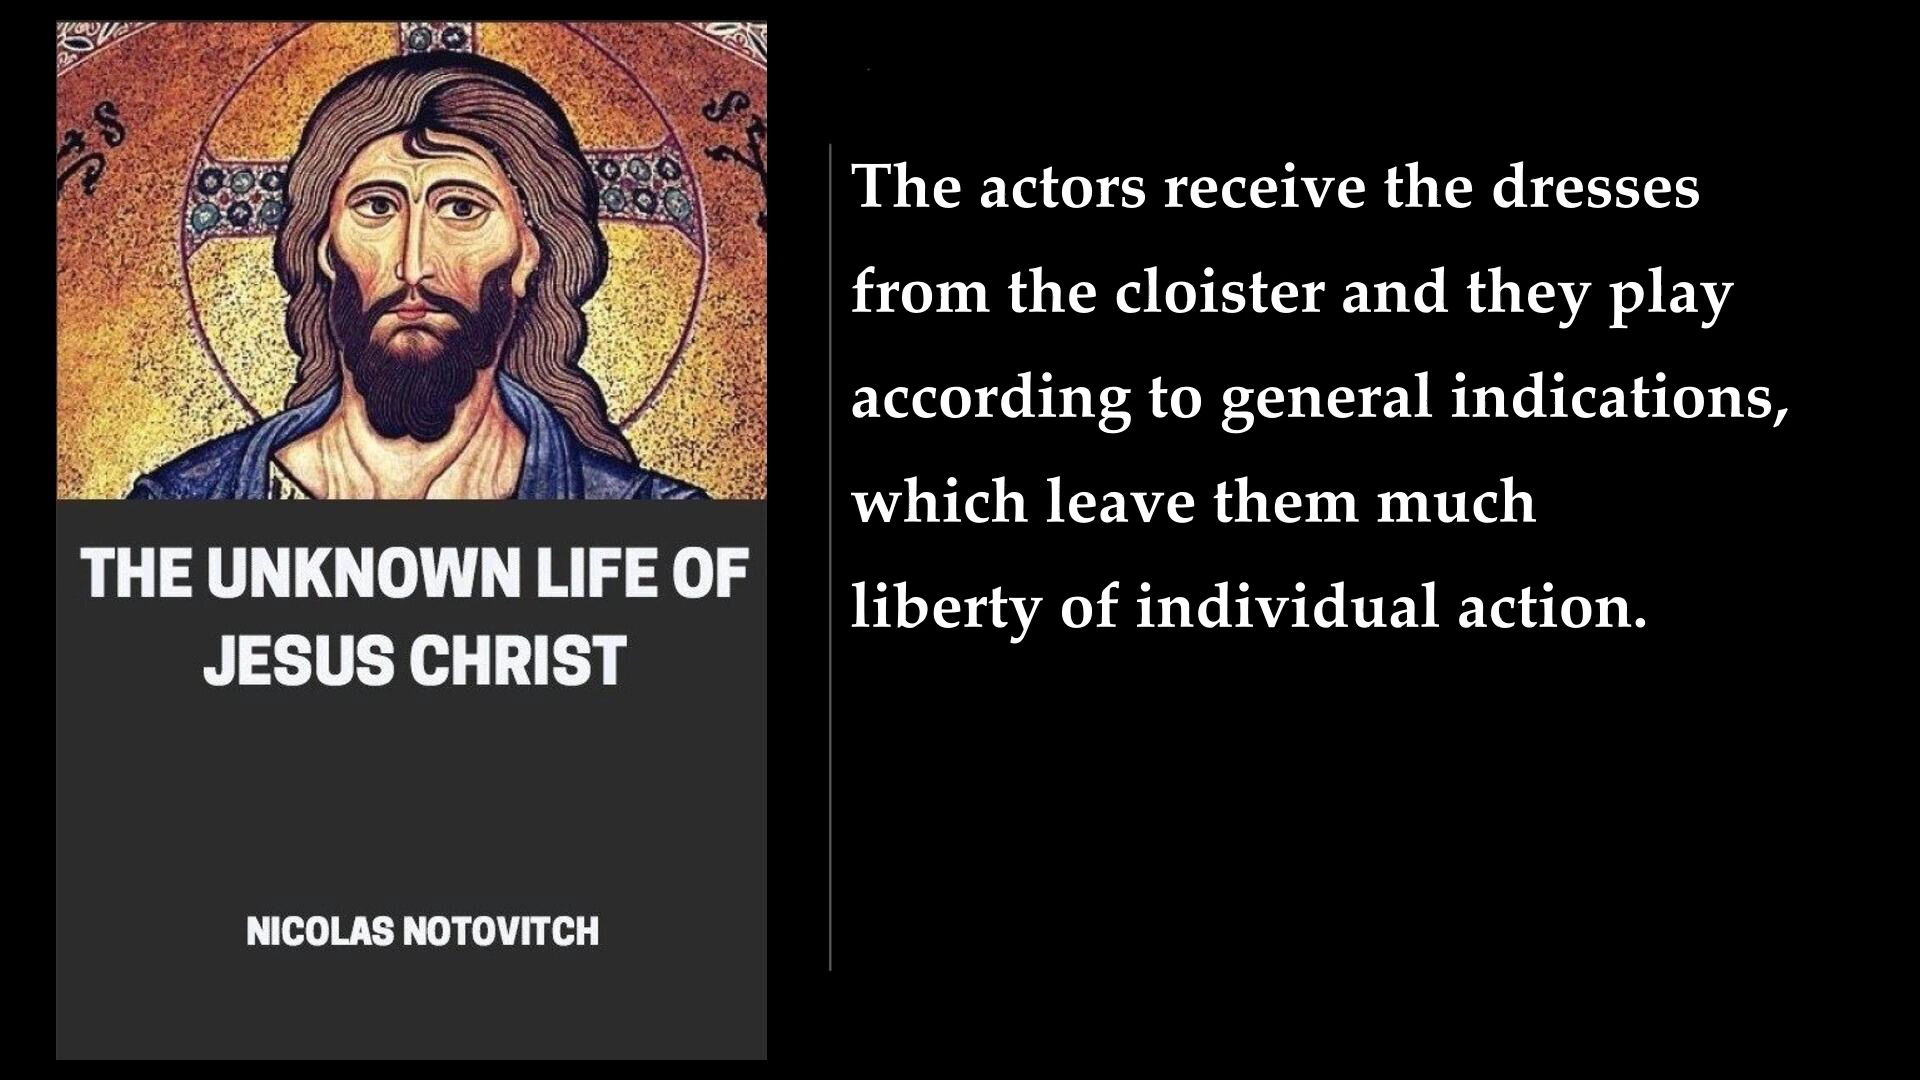 THE UNKNOWN LIFE OF
JESUS CHRIST
NICOLAS NOTOVITCH
The actors receive the dresses
from the cloister and they play
according to general indications,
which leave them much
liberty of individual action.